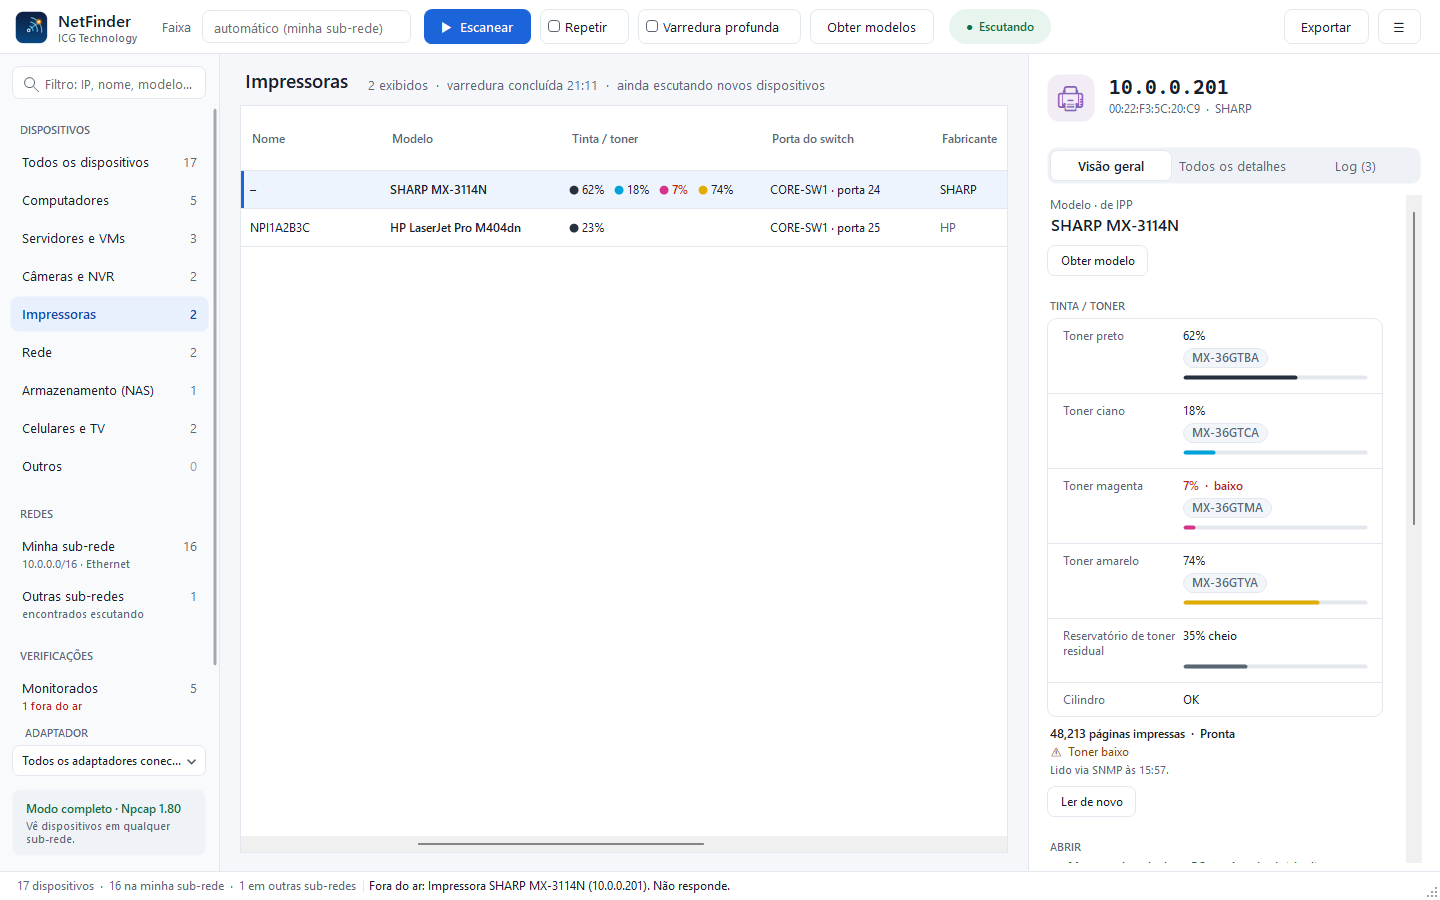 NetFinder
ICG Technology
Faixa
automático (minha sub-rede)
Escanear
Repetir
Varredura profunda
Obter modelos
Escutando
Exportar
Filtro: IP, nome, modelo...
DISPOSITIVOS
Todos os dispositivos 17
Computadores 5
Servidores e VMs 3
Câmeras e NVR 2
Impressoras 2
Rede 2
Armazenamento (NAS) 1
Celulares e TV 2
Outros 0
REDES
Minha sub-rede 16
10.0.0.0/16 · Ethernet
Outras sub-redes 1
encontrados escutando
VERIFICAÇÕES
Monitorados 5
1 fora do ar
ADAPTADOR
Todos os adaptadores conec...
Modo completo · Npcap 1.80
Vê dispositivos em qualquer
sub-rede.
Impressoras
2 exibidos · varredura concluída 21:11 · ainda escutando novos dispositivos
Nome Modelo Tinta / toner Porta do switch Fabricante
– SHARP MX-3114N 62% 18% 7% 74% CORE-SW1 · porta 24 SHARP
NPI1A2B3C HP LaserJet Pro M404dn 23% CORE-SW1 · porta 25 HP
10.0.0.201
00:22:F3:5C:20:C9 · SHARP
Visão geral
Todos os detalhes
Log (3)
Modelo · de IPP
SHARP MX-3114N
Obter modelo
TINTA / TONER
Toner preto 62%
MX-36GTBA
Toner ciano 18%
MX-36GTCA
Toner magenta 7% · baixo
MX-36GTMA
Toner amarelo 74%
MX-36GTYA
Reservatório de toner 35% cheio
residual
Cilindro OK
48,213 páginas impressas · Pronta
⚠ Toner baixo
Lido via SNMP às 15:57.
Ler de novo
ABRIR
17 dispositivos · 16 na minha sub-rede · 1 em outras sub-redes
Fora do ar: Impressora SHARP MX-3114N (10.0.0.201). Não responde.